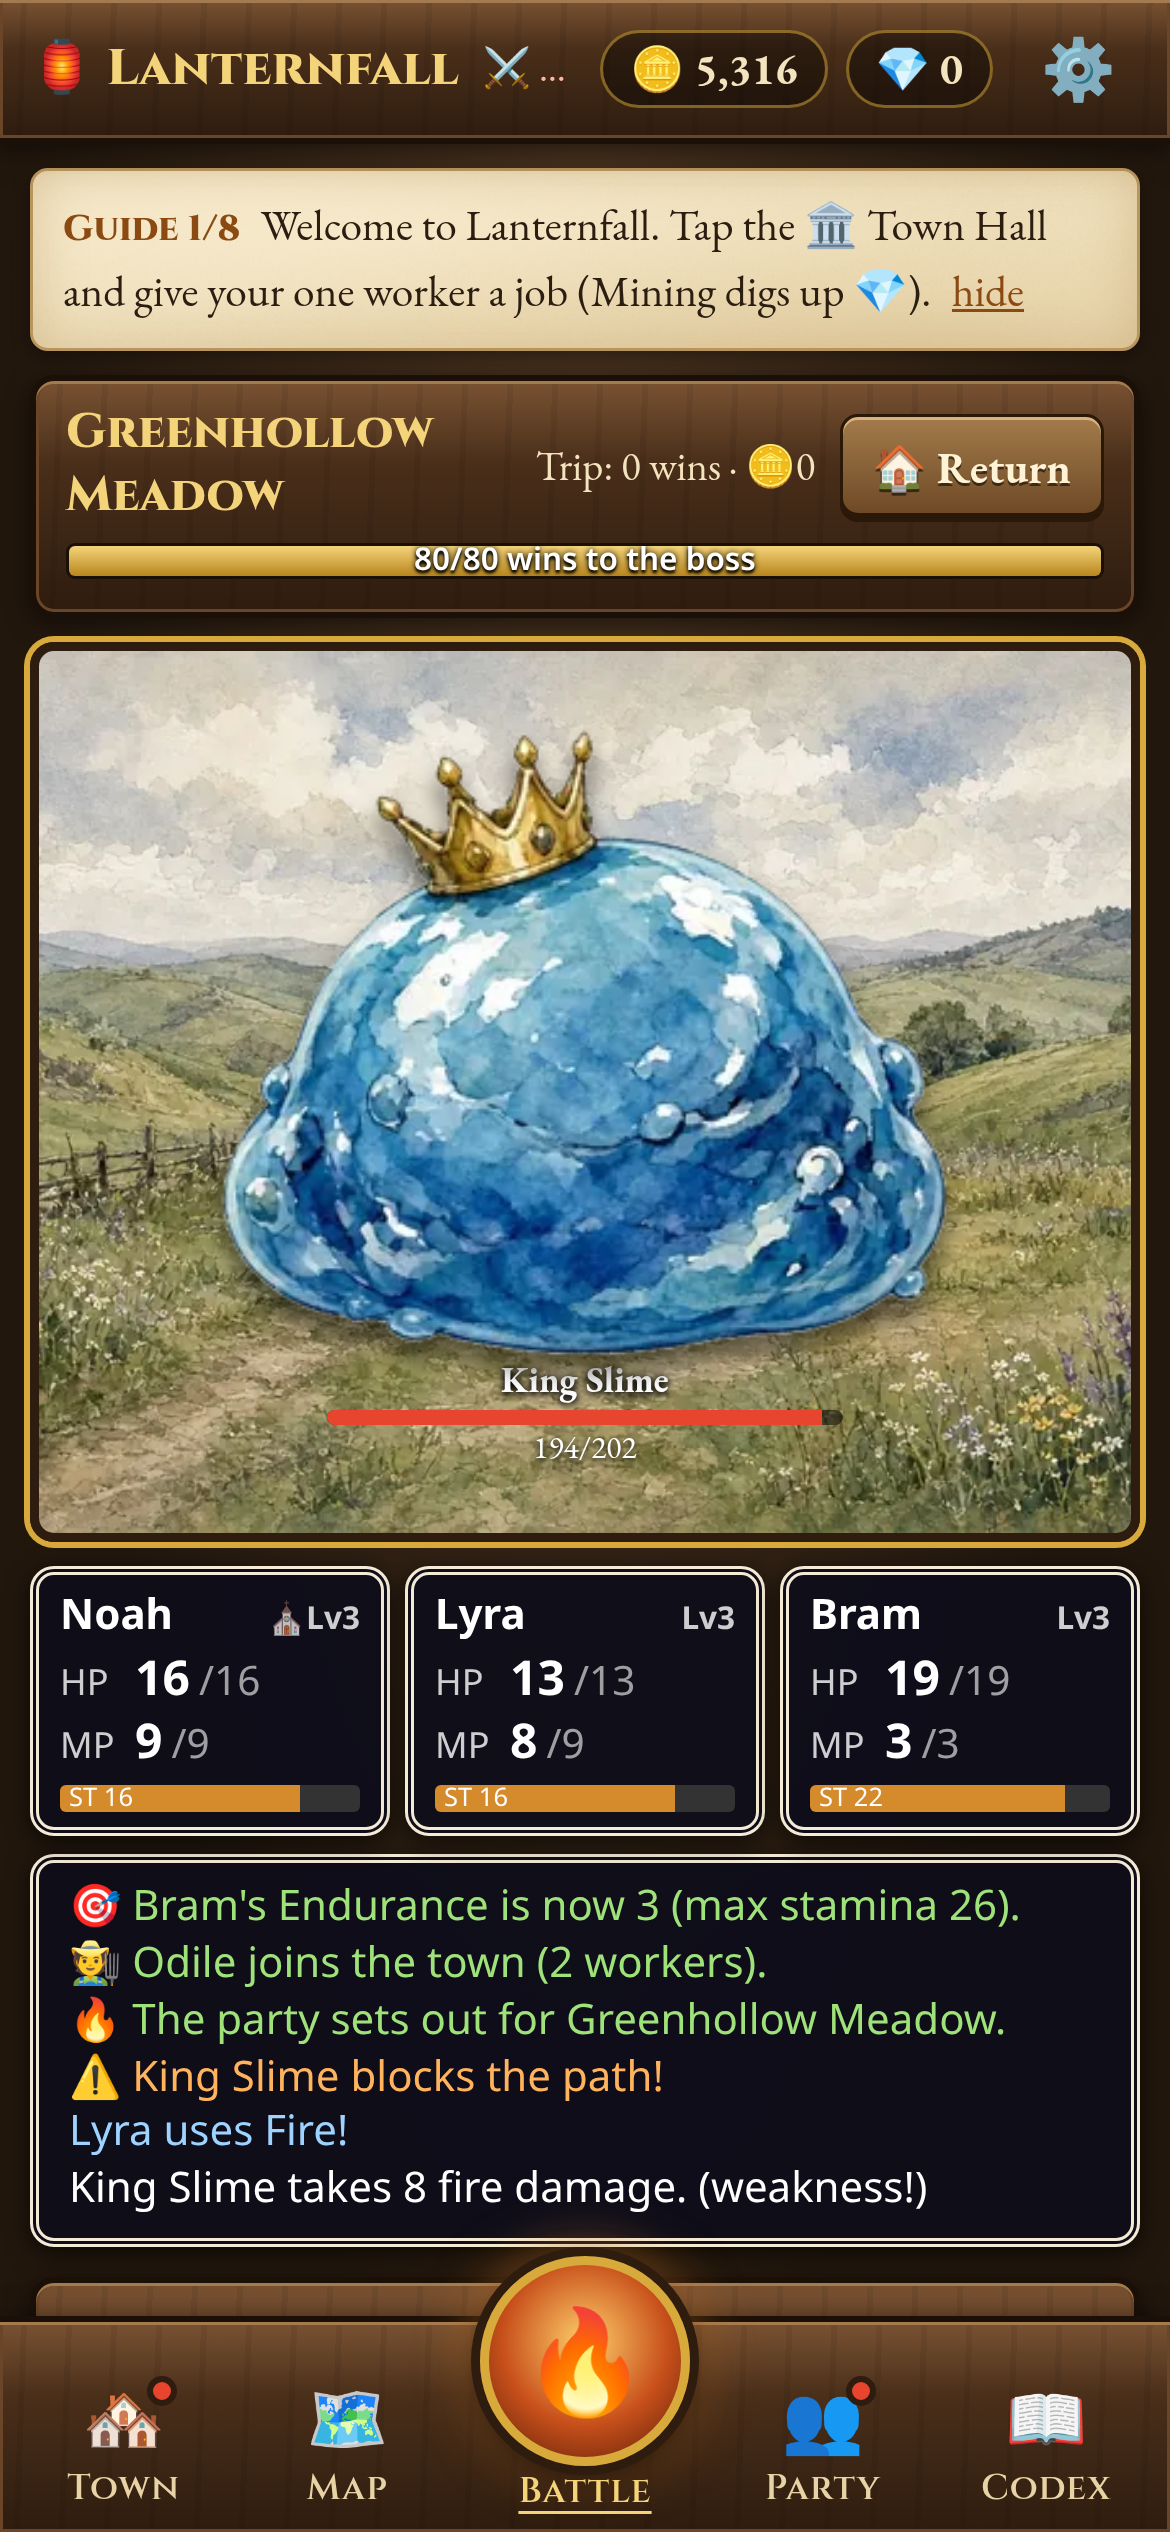 LANTERNFALL ...
5,316
0
GUIDE 1/8 Welcome to Lanternfall. Tap the Town Hall
and give your one worker a job (Mining digs up ). hide
GREENHOLLOW
MEADOW
Trip: 0 wins · 0
Return
80/80 wins to the boss
King Slime
194/202
Noah Lv3
HP 16 /16
MP 9 /9
ST 16
Lyra Lv3
HP 13 /13
MP 8 /9
ST 16
Bram Lv3
HP 19 /19
MP 3 /3
ST 22
Bram's Endurance is now 3 (max stamina 26).
Odile joins the town (2 workers).
The party sets out for Greenhollow Meadow.
King Slime blocks the path!
Lyra uses Fire!
King Slime takes 8 fire damage. (weakness!)
TOWN
MAP
BATTLE
PARTY
CODEX